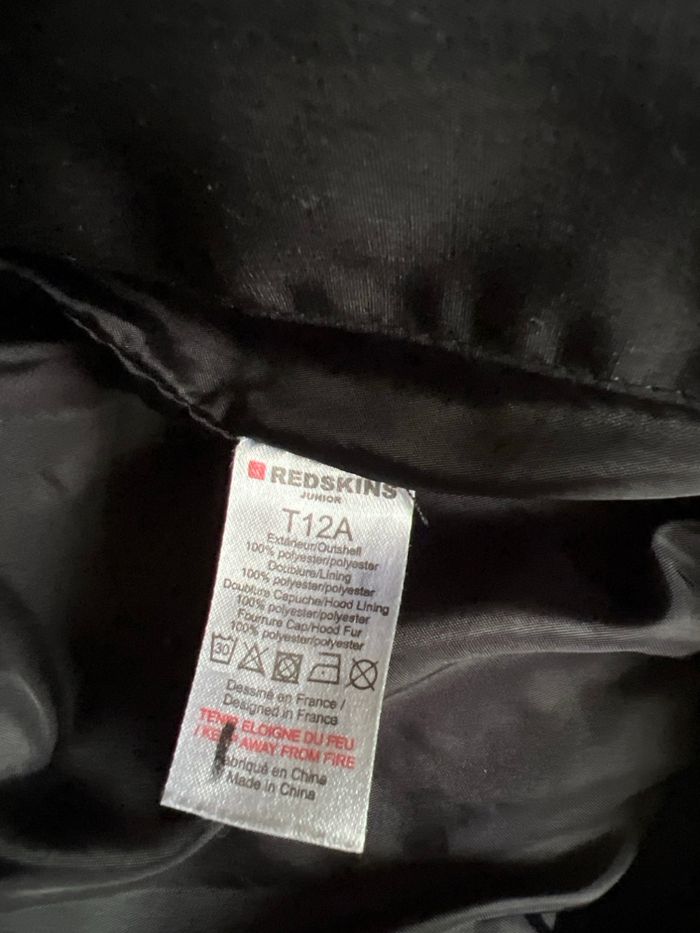 REDSKINS
JUNIOR
T12A
Extérieur/Outshell
100% polyester/polyester
Doublure/Lining
100% polyester/polyester
Doublure Capuche/Hood Lining
100% polyester/polyester
Fourrure Cap/Hood Fur
100% polyester/polyester
30
Dessiné en France /
Designed in France
TENIR ELOIGNE DU FEU
/ KEEP AWAY FROM FIRE
Fabriqué en China
Made in China